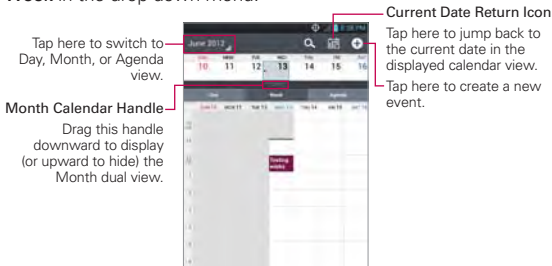 Week in the drop-down menu.
Current Date Return Icon
Tap here to jump back to
the current date in the
displayed calendar view.
Tap here to create a new
event.
Tap here to switch to
Day, Month, or Agenda
view.
Month Calendar Handle
Drag this handle
downward to display
(or upward to hide) the
Month dual view.
June 2012
10 11 12 13 14 15 16
Day Week Agenda
Testing
weeks